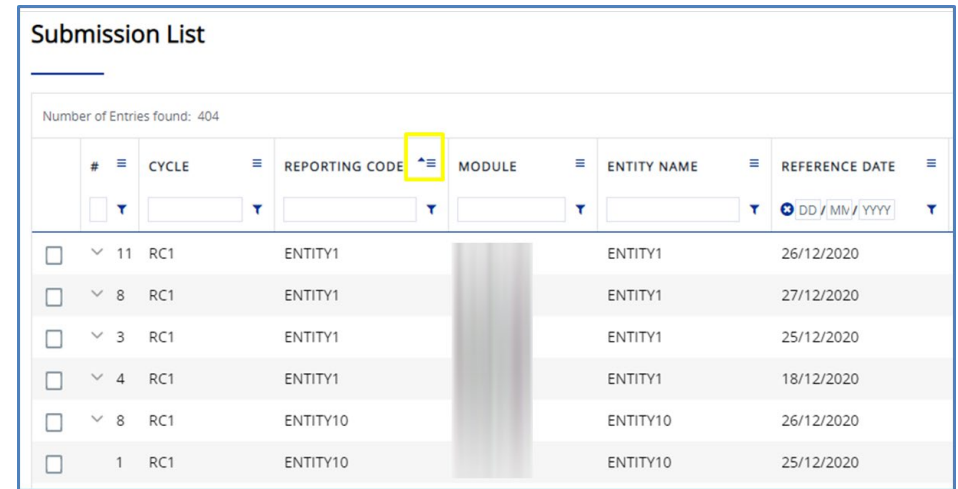 Submission List
Number of Entries found: 404
# CYCLE REPORTING CODE MODULE ENTITY NAME REFERENCE DATE
DD / MM / YYYY
11 RC1 ENTITY1 ENTITY1 26/12/2020
8 RC1 ENTITY1 ENTITY1 27/12/2020
3 RC1 ENTITY1 ENTITY1 25/12/2020
4 RC1 ENTITY1 ENTITY1 18/12/2020
8 RC1 ENTITY10 ENTITY10 26/12/2020
1 RC1 ENTITY10 ENTITY10 25/12/2020